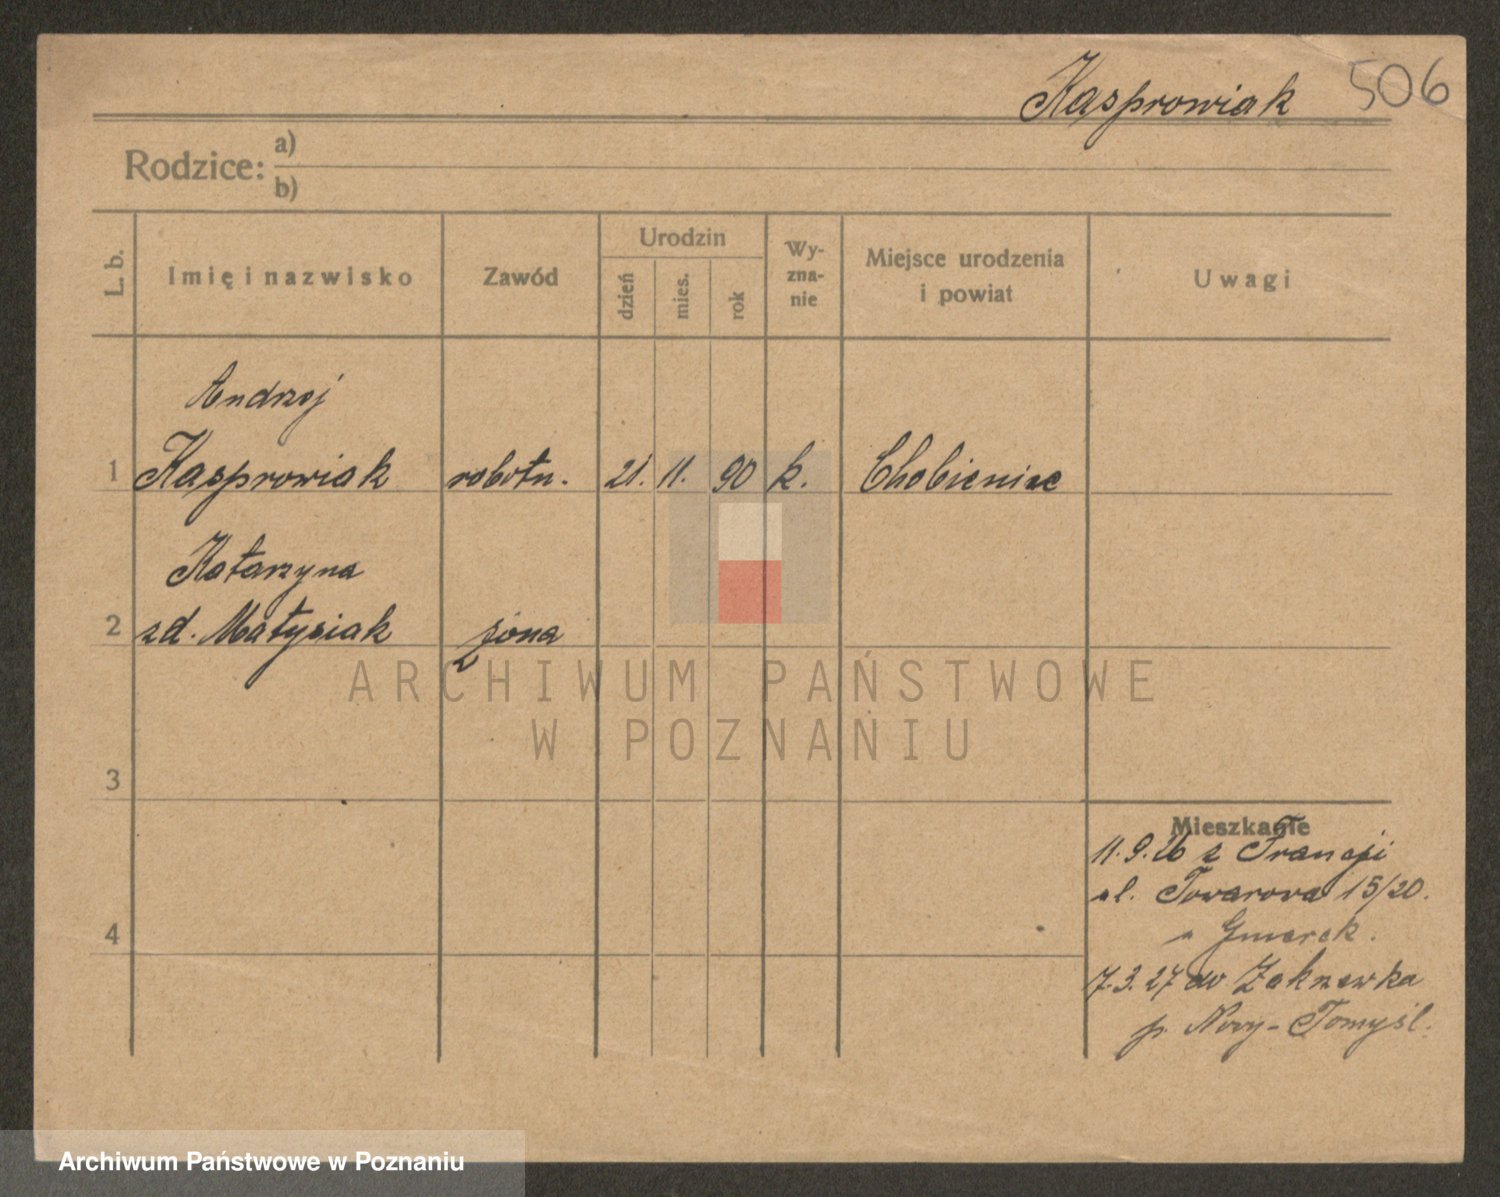 Kasprowiak 506
Rodzice: a)
b)
L. b.
Imię i nazwisko
Zawód
Urodzin
dzień
mies.
rok
Wy-
zna-
nie
Miejsce urodzenia
i powiat
Uwagi
Andrzej
1 Kasprowiak robotn. 21. 11. 90 k. Chobienice
Katarzyna
2 zd. Matysiak żona
3
4
Mieszkanie
11.9.26 z Francji
ul. Towarowa 15/20.
7.3.27 do
p. Nowy-Tomyśl.
ARCHIWUM PAŃSTWOWE
W POZNANIU
Archiwum Państwowe w Poznaniu